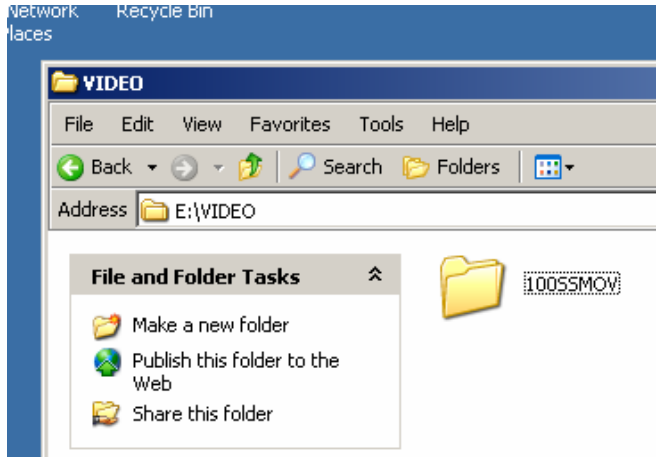 Network Recycle Bin
Places
VIDEO
File Edit View Favorites Tools Help
Back Search Folders
Address E:\VIDEO
File and Folder Tasks
100SSMOV
Make a new folder
Publish this folder to the
Web
Share this folder